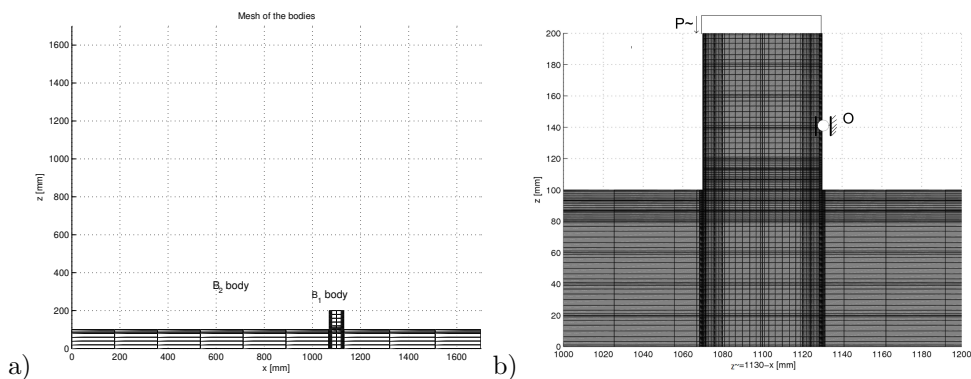 Mesh of the bodies
1600
1400
1200
1000
800
600
400
200
0
z [mm]
B2 body
B1 body
0 200 400 600 800 1000 1200 1400 1600
x [mm]
a)
P~
O
200
180
160
140
120
100
80
60
40
20
0
z [mm]
1000 1020 1040 1060 1080 1100 1120 1140 1160 1180 1200
z~=1130-x [mm]
b)